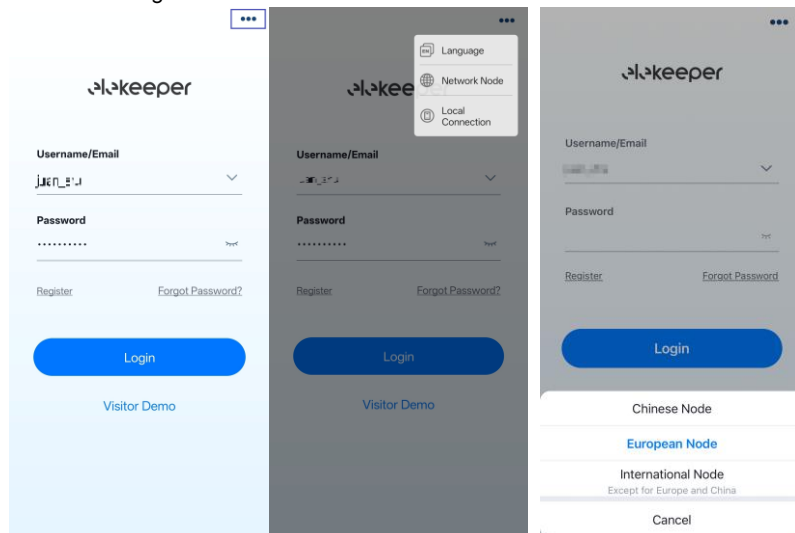 elekeeper
Username/Email
Password
..........
Register
Forgot Password?
Login
Visitor Demo
EN
Language
Network Node
Local
Connection
Username/Email
Password
..........
Register
Forgot Password?
Login
Visitor Demo
elekeeper
Username/Email
Password
Register
Forgot Password
Login
Chinese Node
European Node
International Node
Except for Europe and China
Cancel